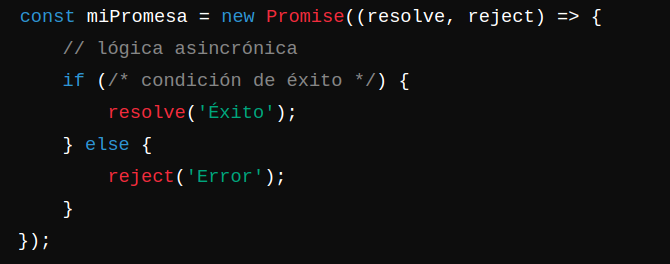 const miPromesa = new Promise((resolve, reject) => {
    // lógica asincrónica
    if (/* condición de éxito */) {
        resolve('Éxito');
    } else {
        reject('Error');
    }
});